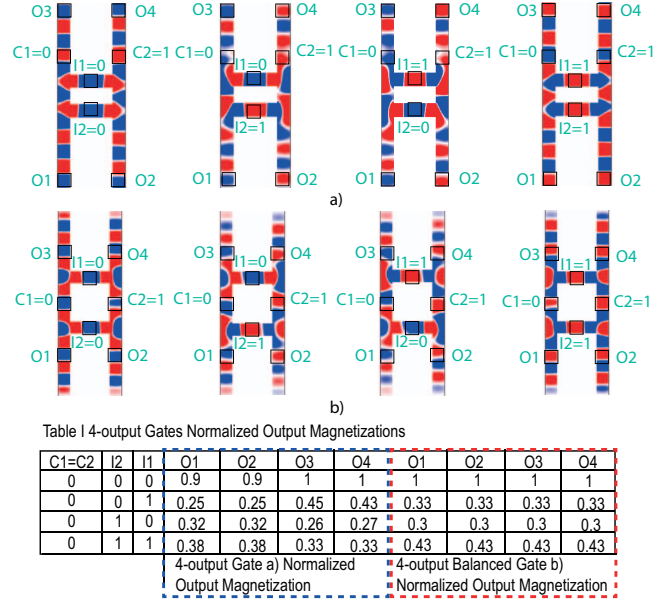 O3 O4 O3 O4 O3 O4 O3 O4
C1=0 C2=1 C1=0 C2=1 C1=0 C2=1 C1=0 C2=1
I1=0 I1=0 I1=1 I1=1
I2=0 I2=1 I2=0 I2=1
O1 O2 O1 O2 O1 O2 O1 O2
a)
O3 O4 O3 O4 O3 O4 O3 O4
I1=0 I1=0 I1=1 I1=1
C1=0 C2=1 C1=0 C2=1 C1=0 C2=1 C1=0 C2=1
I2=0 I2=1 I2=0 I2=1
O1 O2 O1 O2 O1 O2 O1 O2
b)
Table I 4-output Gates Normalized Output Magnetizations
C1=C2 I2 I1 O1 O2 O3 O4 O1 O2 O3 O4
0 0 0 0.9 0.9 1 1 1 1 1 1
0 0 1 0.25 0.25 0.45 0.43 0.33 0.33 0.33 0.33
0 1 0 0.32 0.32 0.26 0.27 0.3 0.3 0.3 0.3
0 1 1 0.38 0.38 0.33 0.33 0.43 0.43 0.43 0.43
4-output Gate a) Normalized 4-output Balanced Gate b)
Output Magnetization Normalized Output Magnetization